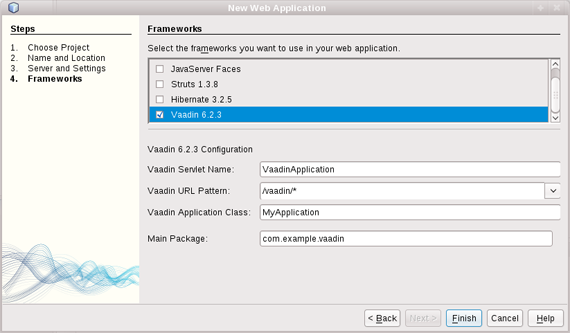 New Web Application
Steps
1. Choose Project
2. Name and Location
3. Server and Settings
4. Frameworks
Frameworks
Select the frameworks you want to use in your web application.
JavaServer Faces
Struts 1.3.8
Hibernate 3.2.5
Vaadin 6.2.3
Vaadin 6.2.3 Configuration
Vaadin Servlet Name: VaadinApplication
Vaadin URL Pattern: /vaadin/*
Vaadin Application Class: MyApplication
Main Package: com.example.vaadin
< Back Next > Finish Cancel Help